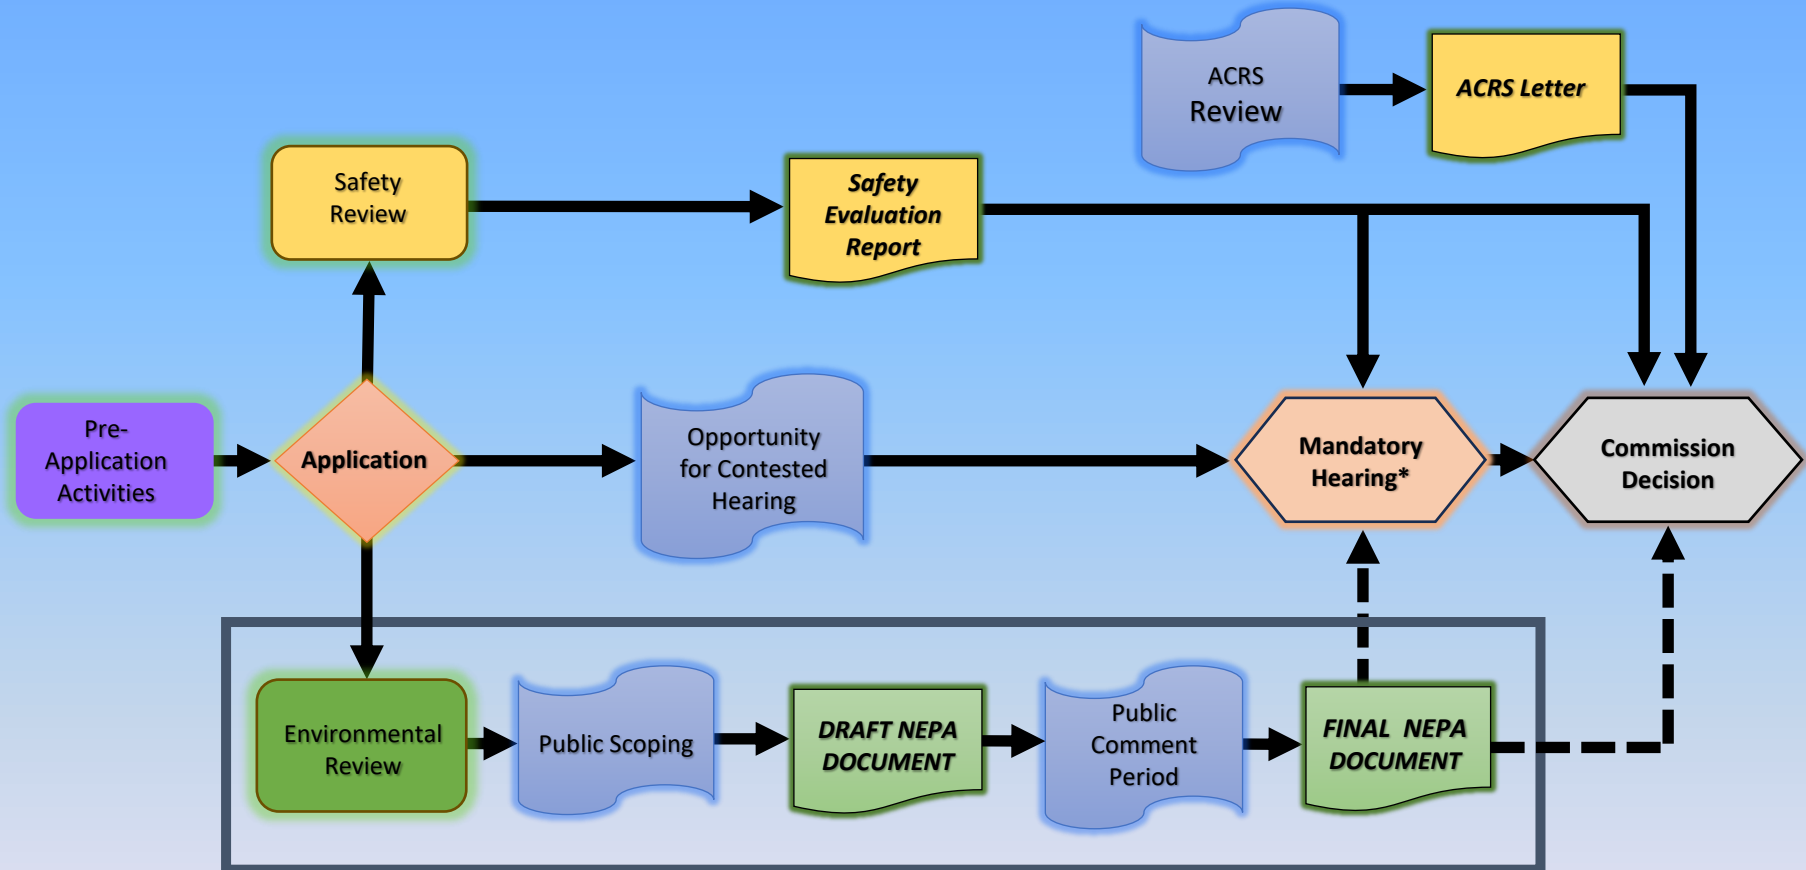 ACRS
Review
ACRS Letter
Safety
Review
Safety
Evaluation
Report
Pre-
Application
Activities
Application
Opportunity
for Contested
Hearing
Mandatory
Hearing*
Commission
Decision
Environmental
Review
Public Scoping
DRAFT NEPA
DOCUMENT
Public
Comment
Period
FINAL NEPA
DOCUMENT